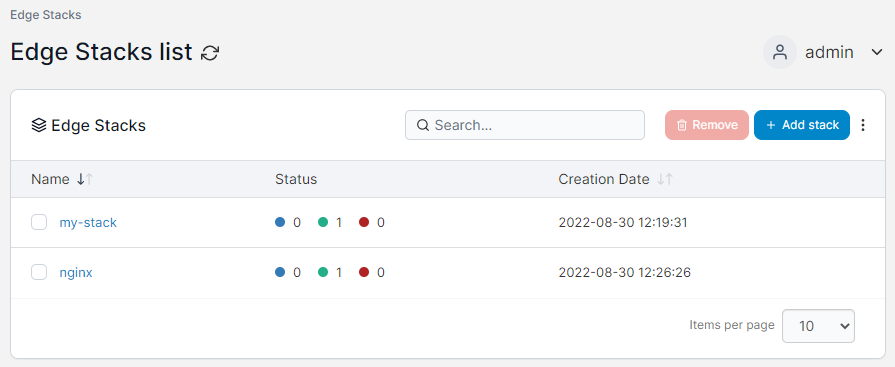 Edge Stacks
Edge Stacks list
admin
Edge Stacks
Search...
Remove
+ Add stack
Name Status Creation Date
my-stack 0 1 0 2022-08-30 12:19:31
nginx 0 1 0 2022-08-30 12:26:26
Items per page 10